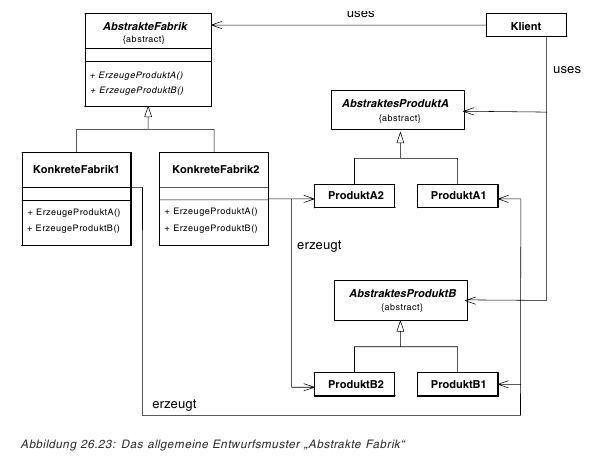 uses
AbstrakteFabrik
{abstract}
+ ErzeugeProduktA()
+ ErzeugeProduktB()
Klient
uses
AbstraktesProduktA
{abstract}
KonkreteFabrik1
+ ErzeugeProduktA()
+ ErzeugeProduktB()
KonkreteFabrik2
+ ErzeugeProduktA()
+ ErzeugeProduktB()
ProduktA2
ProduktA1
erzeugt
AbstraktesProduktB
{abstract}
ProduktB2
ProduktB1
erzeugt
Abbildung 26.23: Das allgemeine Entwurfsmuster „Abstrakte Fabrik“